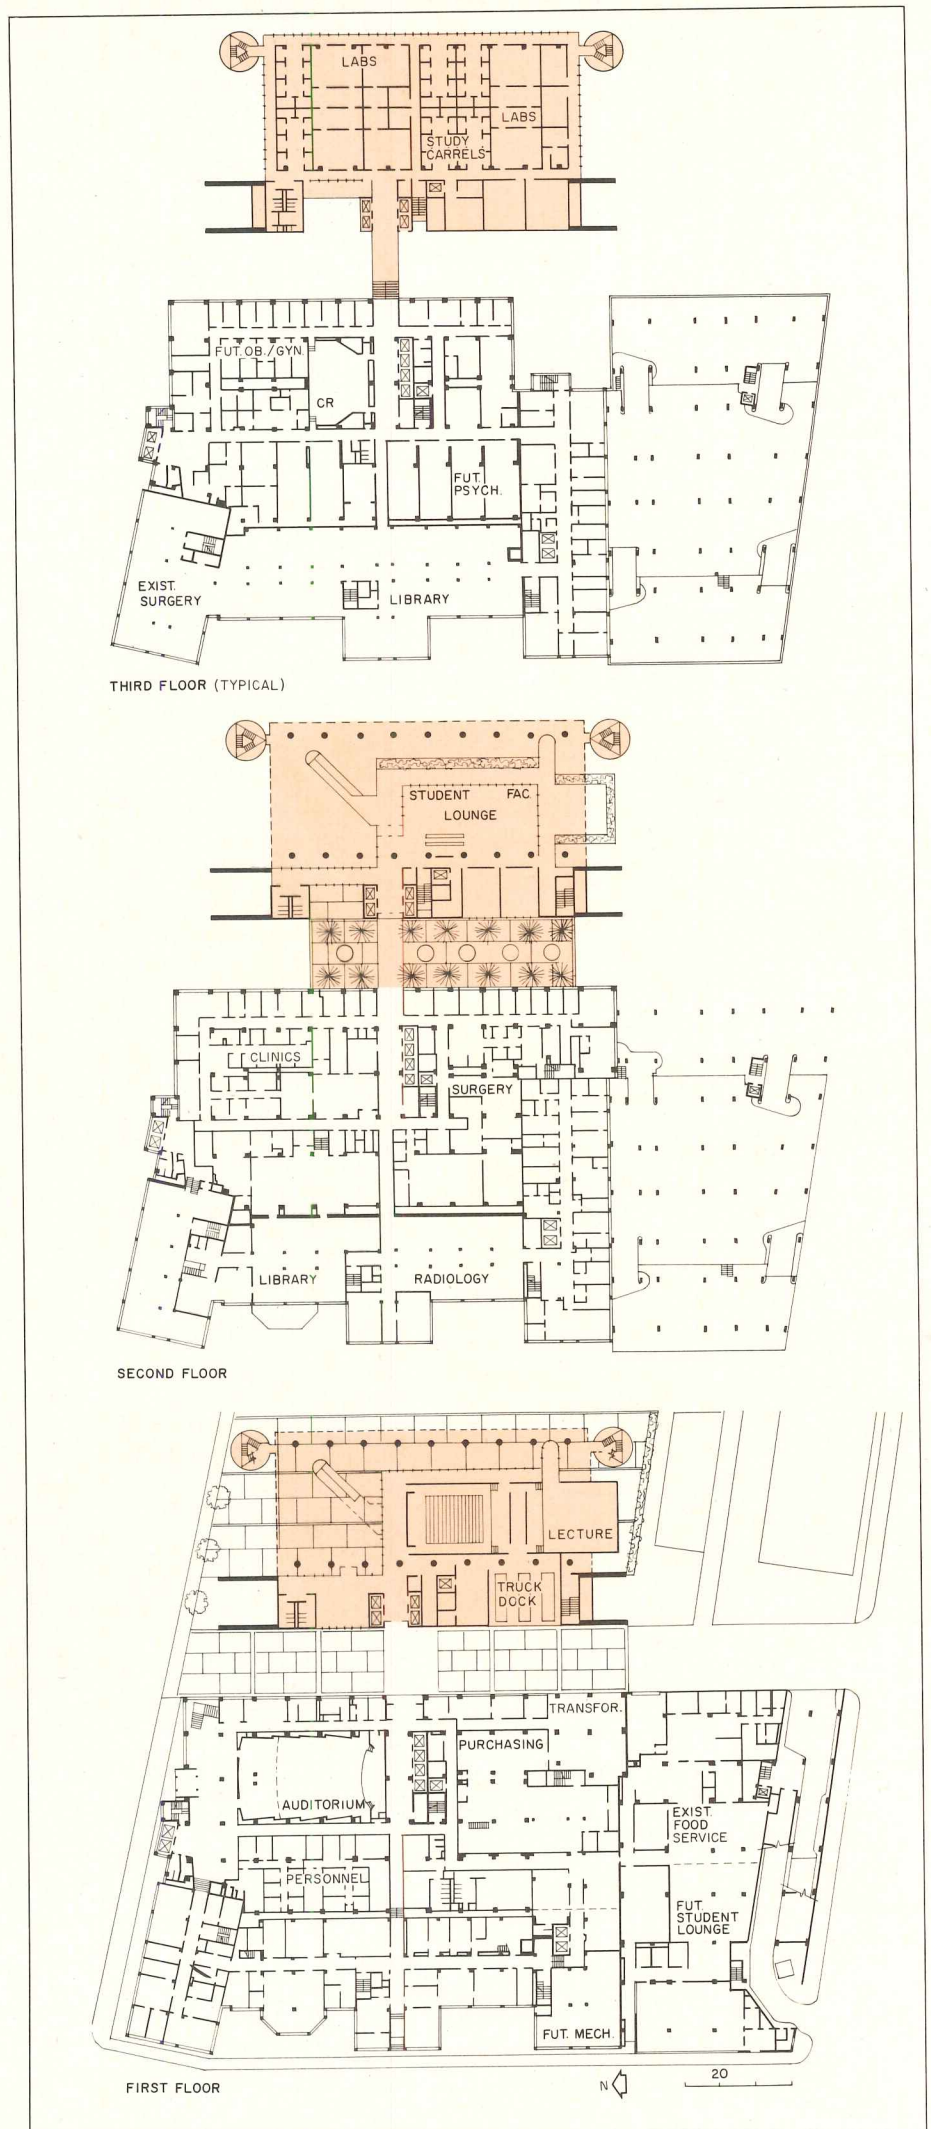 LABS
LABS
STUDY
CARRELS
FUT. OB./GYN.
CR
FUT.
PSYCH.
EXIST.
SURGERY
LIBRARY
THIRD FLOOR (TYPICAL)
STUDENT FAC.
LOUNGE
CLINICS
SURGERY
LIBRARY
RADIOLOGY
SECOND FLOOR
LECTURE
TRUCK
DOCK
TRANSFOR.
PURCHASING
AUDITORIUM
EXIST.
FOOD
SERVICE
PERSONNEL
FUT.
STUDENT
LOUNGE
FUT. MECH.
FIRST FLOOR
N
20